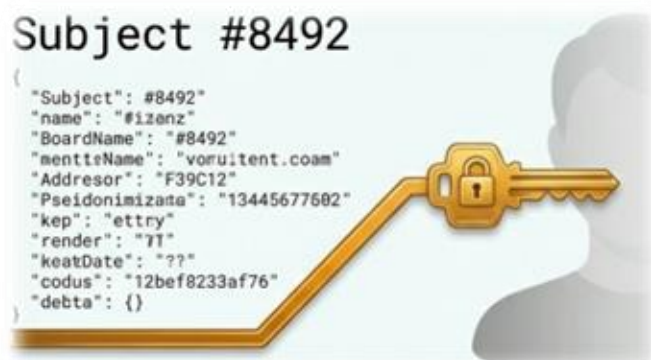 Subject #8492
{
"Subject": #8492"
"name": "#izenz"
"BoardName": "#8492"
"menttsName": "voruitent.coam"
"Addresor": "F39C12"
"Pseidonimizama": "13445677602"
"kep": "ettry"
"render":
"keatDate": "??"
"codus": "12bef8233af76"
"debta": {}
}